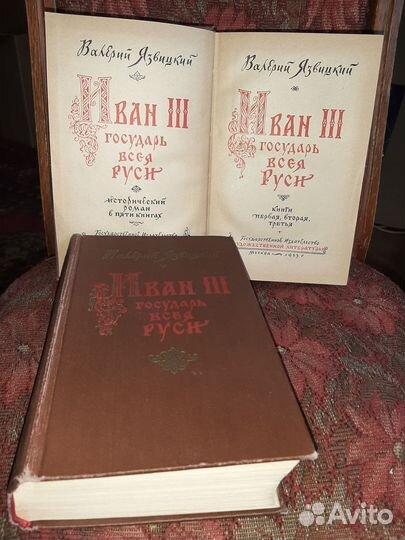 Валерий Язвицкий
Иван III
государь
всея
Руси
исторический
роман
в пяти книгах
Государственное Издательство
Валерий Язвицкий
Иван III
государь
всея
Руси
книги
первая, вторая,
третья
Государственное Издательство
художественной литературы
Москва
Валерий
Иван III
государь
всея
Руси
Avito